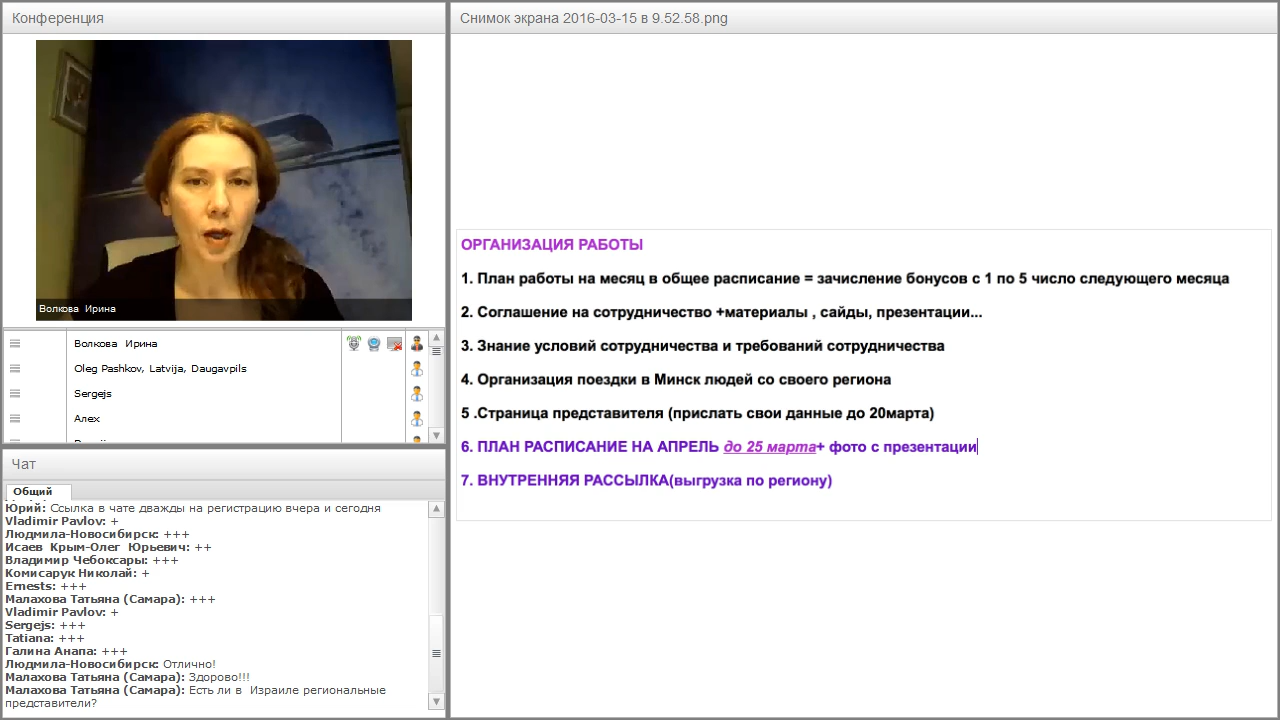 Конференция
Волкова Ирина
Волкова Ирина
Oleg Pashkov, Latvija, Daugavpils
Sergejs
Алех
Чат
Общий
Юрий: Ссылка в чате дважды на регистрацию вчера и сегодня
Vladimir Pavlov: +
Людмила-Новосибирск: +++
Исаев Крым-Олег Юрьевич: ++
Владимир Чебоксары: +++
Комисарук Николай: +
Ernests: +++
Малахова Татьяна (Самара): +++
Vladimir Pavlov: +
Sergejs: +++
Tatiana: +++
Галина Анапа: +++
Людмила-Новосибирск: Отлично!
Малахова Татьяна (Самара): Здорово!!!
Малахова Татьяна (Самара): Есть ли в Израиле региональные
представители?
Снимок экрана 2016-03-15 в 9.52.58.png
ОРГАНИЗАЦИЯ РАБОТЫ
1. План работы на месяц в общее расписание = зачисление бонусов с 1 по 5 число следующего месяца
2. Соглашение на сотрудничество +материалы , сайды, презентации...
3. Знание условий сотрудничества и требований сотрудничества
4. Организация поездки в Минск людей со своего региона
5 .Страница представителя (прислать свои данные до 20марта)
6. ПЛАН РАСПИСАНИЕ НА АПРЕЛЬ до 25 марта+ фото с презентации
7. ВНУТРЕННЯЯ РАССЫЛКА(выгрузка по региону)